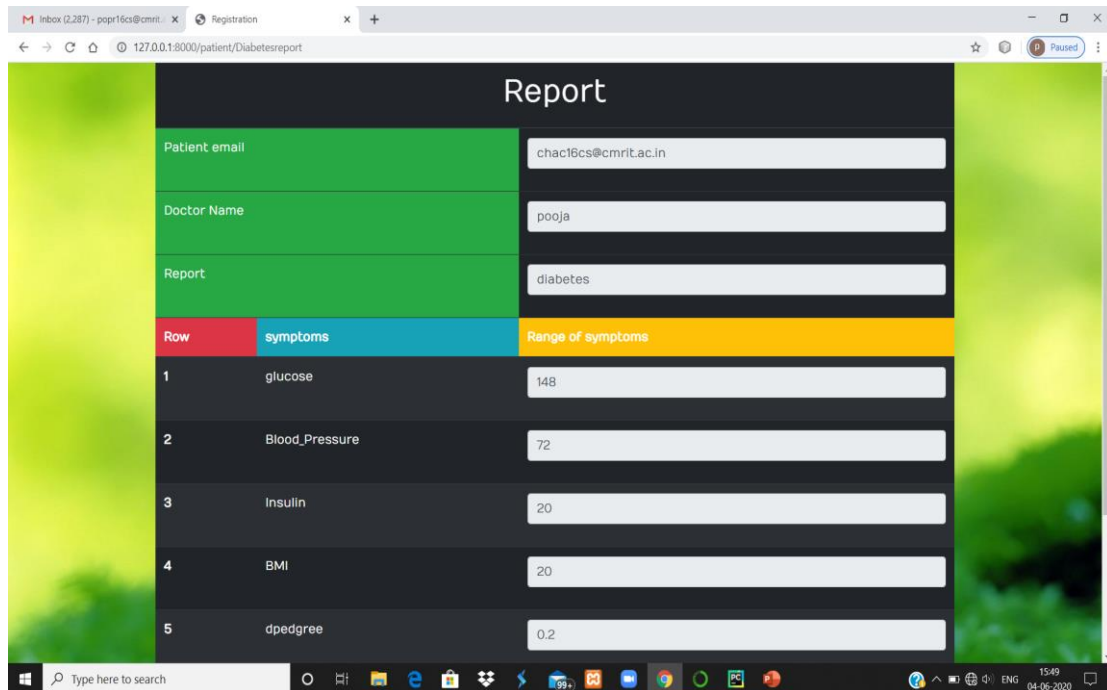 Inbox (2,287) - popr16cs@cmrit.
Registration
127.0.0.1:8000/patient/Diabetesreport
P Paused
Report
Patient email chac16cs@cmrit.ac.in
Doctor Name pooja
Report diabetes
Row symptoms Range of symptoms
1 glucose 148
2 Blood_Pressure 72
3 Insulin 20
4 BMI 20
5 dpedgree 0.2
Type here to search 99+ PC ENG 15:49
04-06-2020